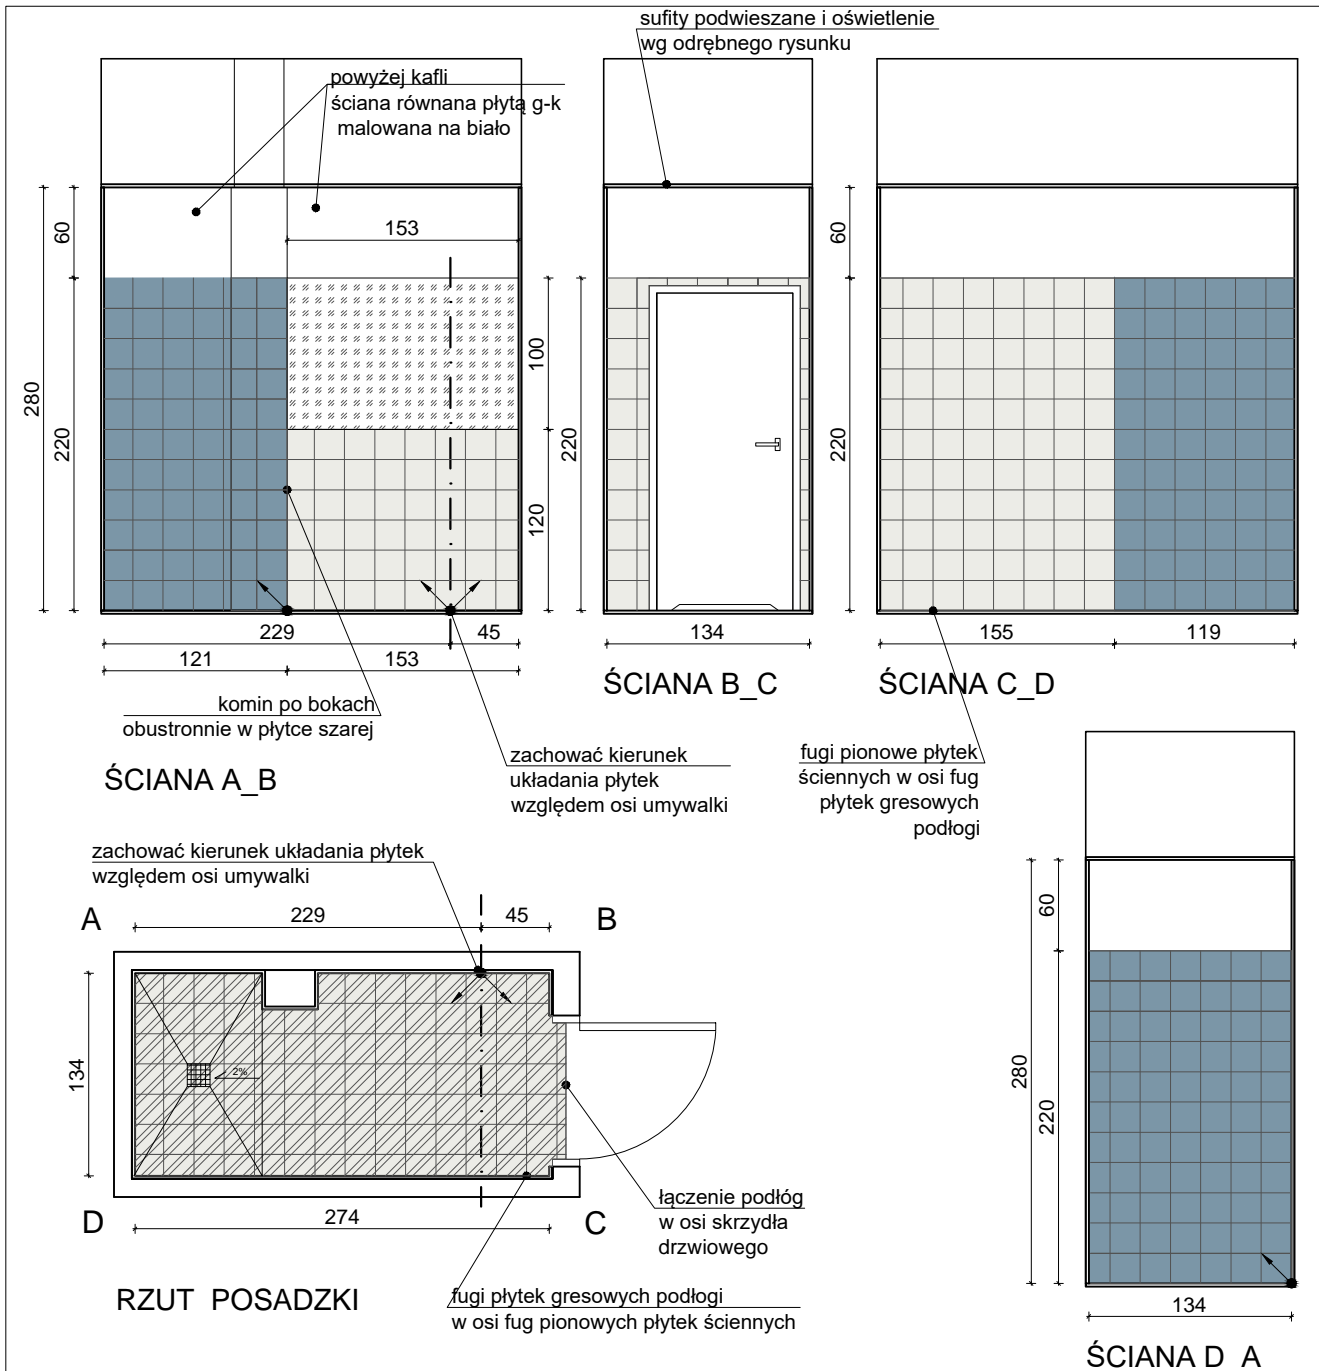 sufity podwieszane i oświetlenie
wg odrębnego rysunku
powyżej kafli
ściana równana płytą g-k
malowana na biało
153
60
280
220
100
120
229
45
121
153
komin po bokach
obustronnie w płytce szarej
ŚCIANA A_B
zachować kierunek
układania płytek
względem osi umywalki
220
134
ŚCIANA B_C
60
220
155
119
ŚCIANA C_D
fugi pionowe płytek
ściennych w osi fug
płytek gresowych
podłogi
zachować kierunek układania płytek
względem osi umywalki
A
229
45
B
134
2%
D
274
C
łączenie podłóg
w osi skrzydła
drzwiowego
RZUT POSADZKI
fugi płytek gresowych podłogi
w osi fug pionowych płytek ściennych
60
280
220
134
ŚCIANA D_A